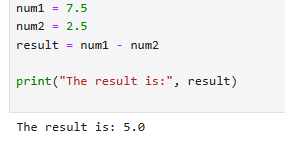 num1 = 7.5
num2 = 2.5
result = num1 - num2
print("The result is:", result)
The result is: 5.0